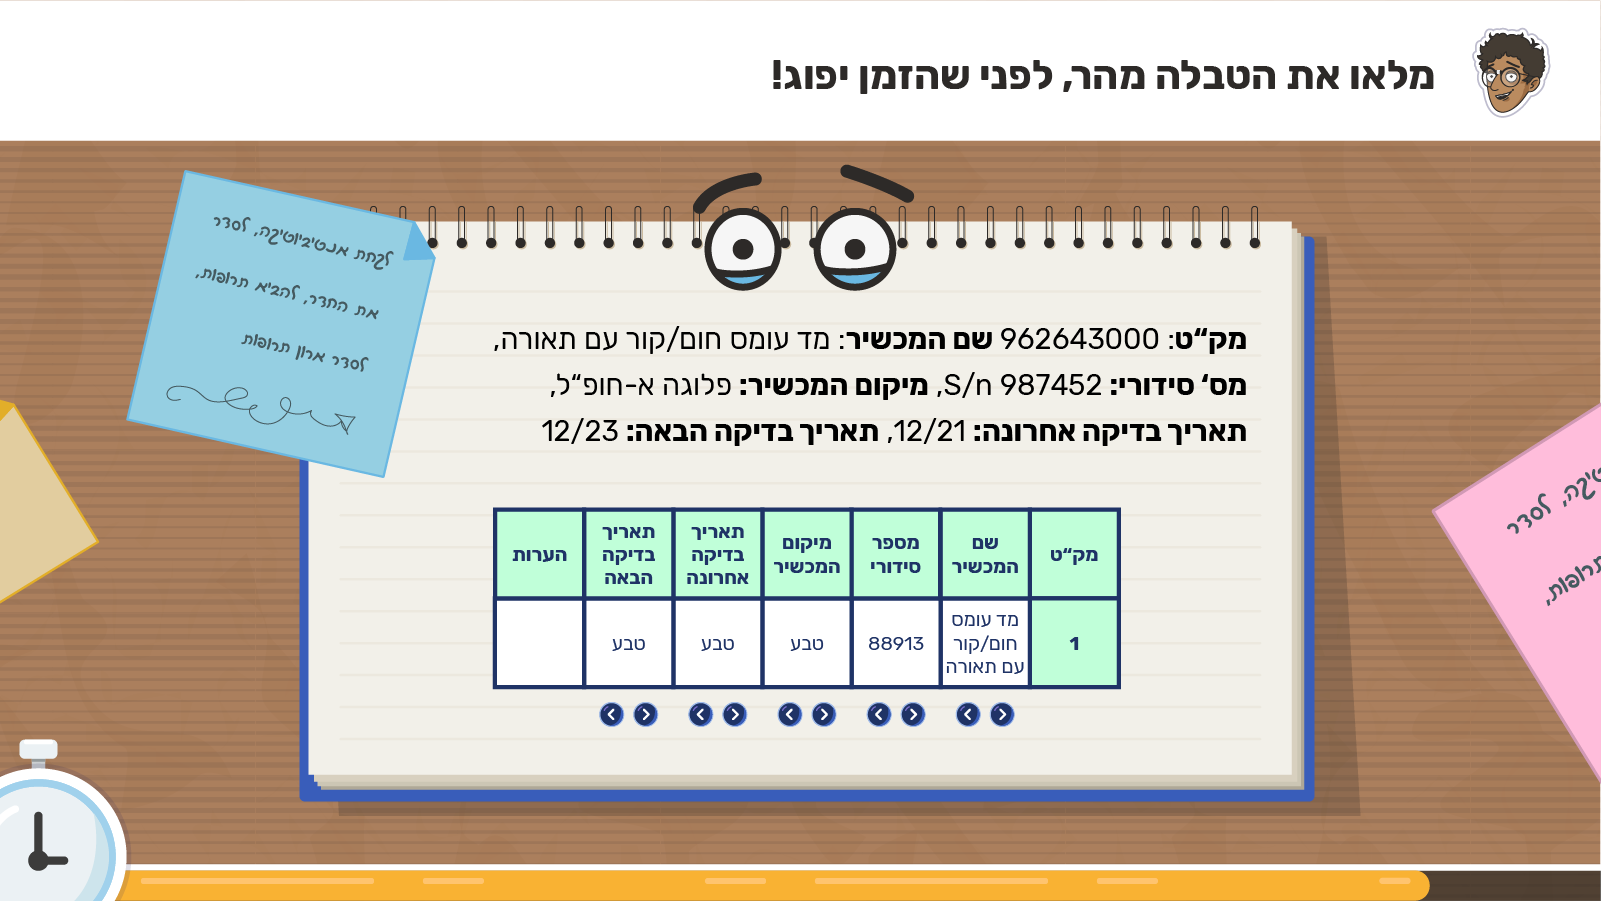 מלאו את הטבלה מהר, לפני שהזמן יפוג!
לקחת אנטיביוטיקה, לסדר
את החדר, להביא תרופות,
לסדר ארון תרופות
מק“ט: 962643000 שם המכשיר: מד עומס חום/קור עם תאורה,
מס‘ סידורי: S/n 987452, מיקום המכשיר: פלוגה א-חופ“ל,
תאריך בדיקה אחרונה: 12/21, תאריך בדיקה הבאה: 12/23
מק“ט
שם
המכשיר
מספר
סידורי
מיקום
המכשיר
תאריך
בדיקה
אחרונה
תאריך
בדיקה
הבאה
הערות
1
מד עומס
חום/קור
עם תאורה
88913
טבע
טבע
טבע
לסדר
תרופות,